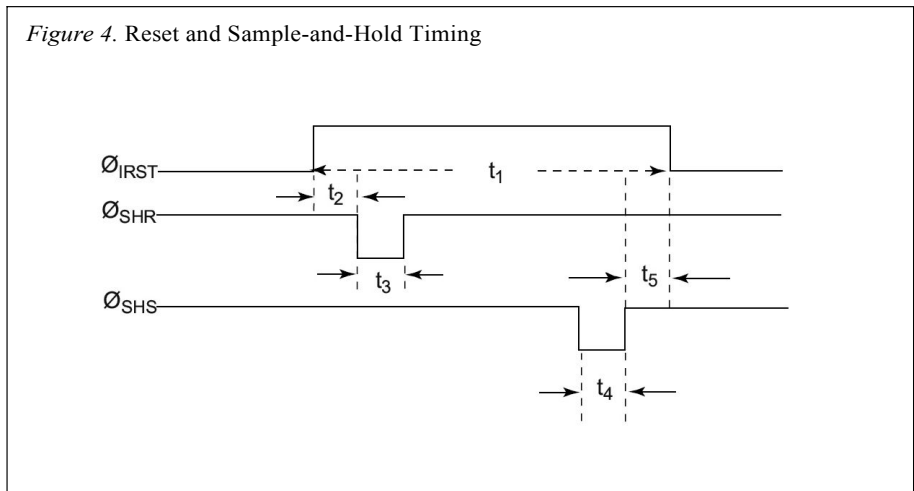 Figure 4. Reset and Sample-and-Hold Timing
ØIRST
t1
t2
ØSHR
t3
t5
ØSHS
t4